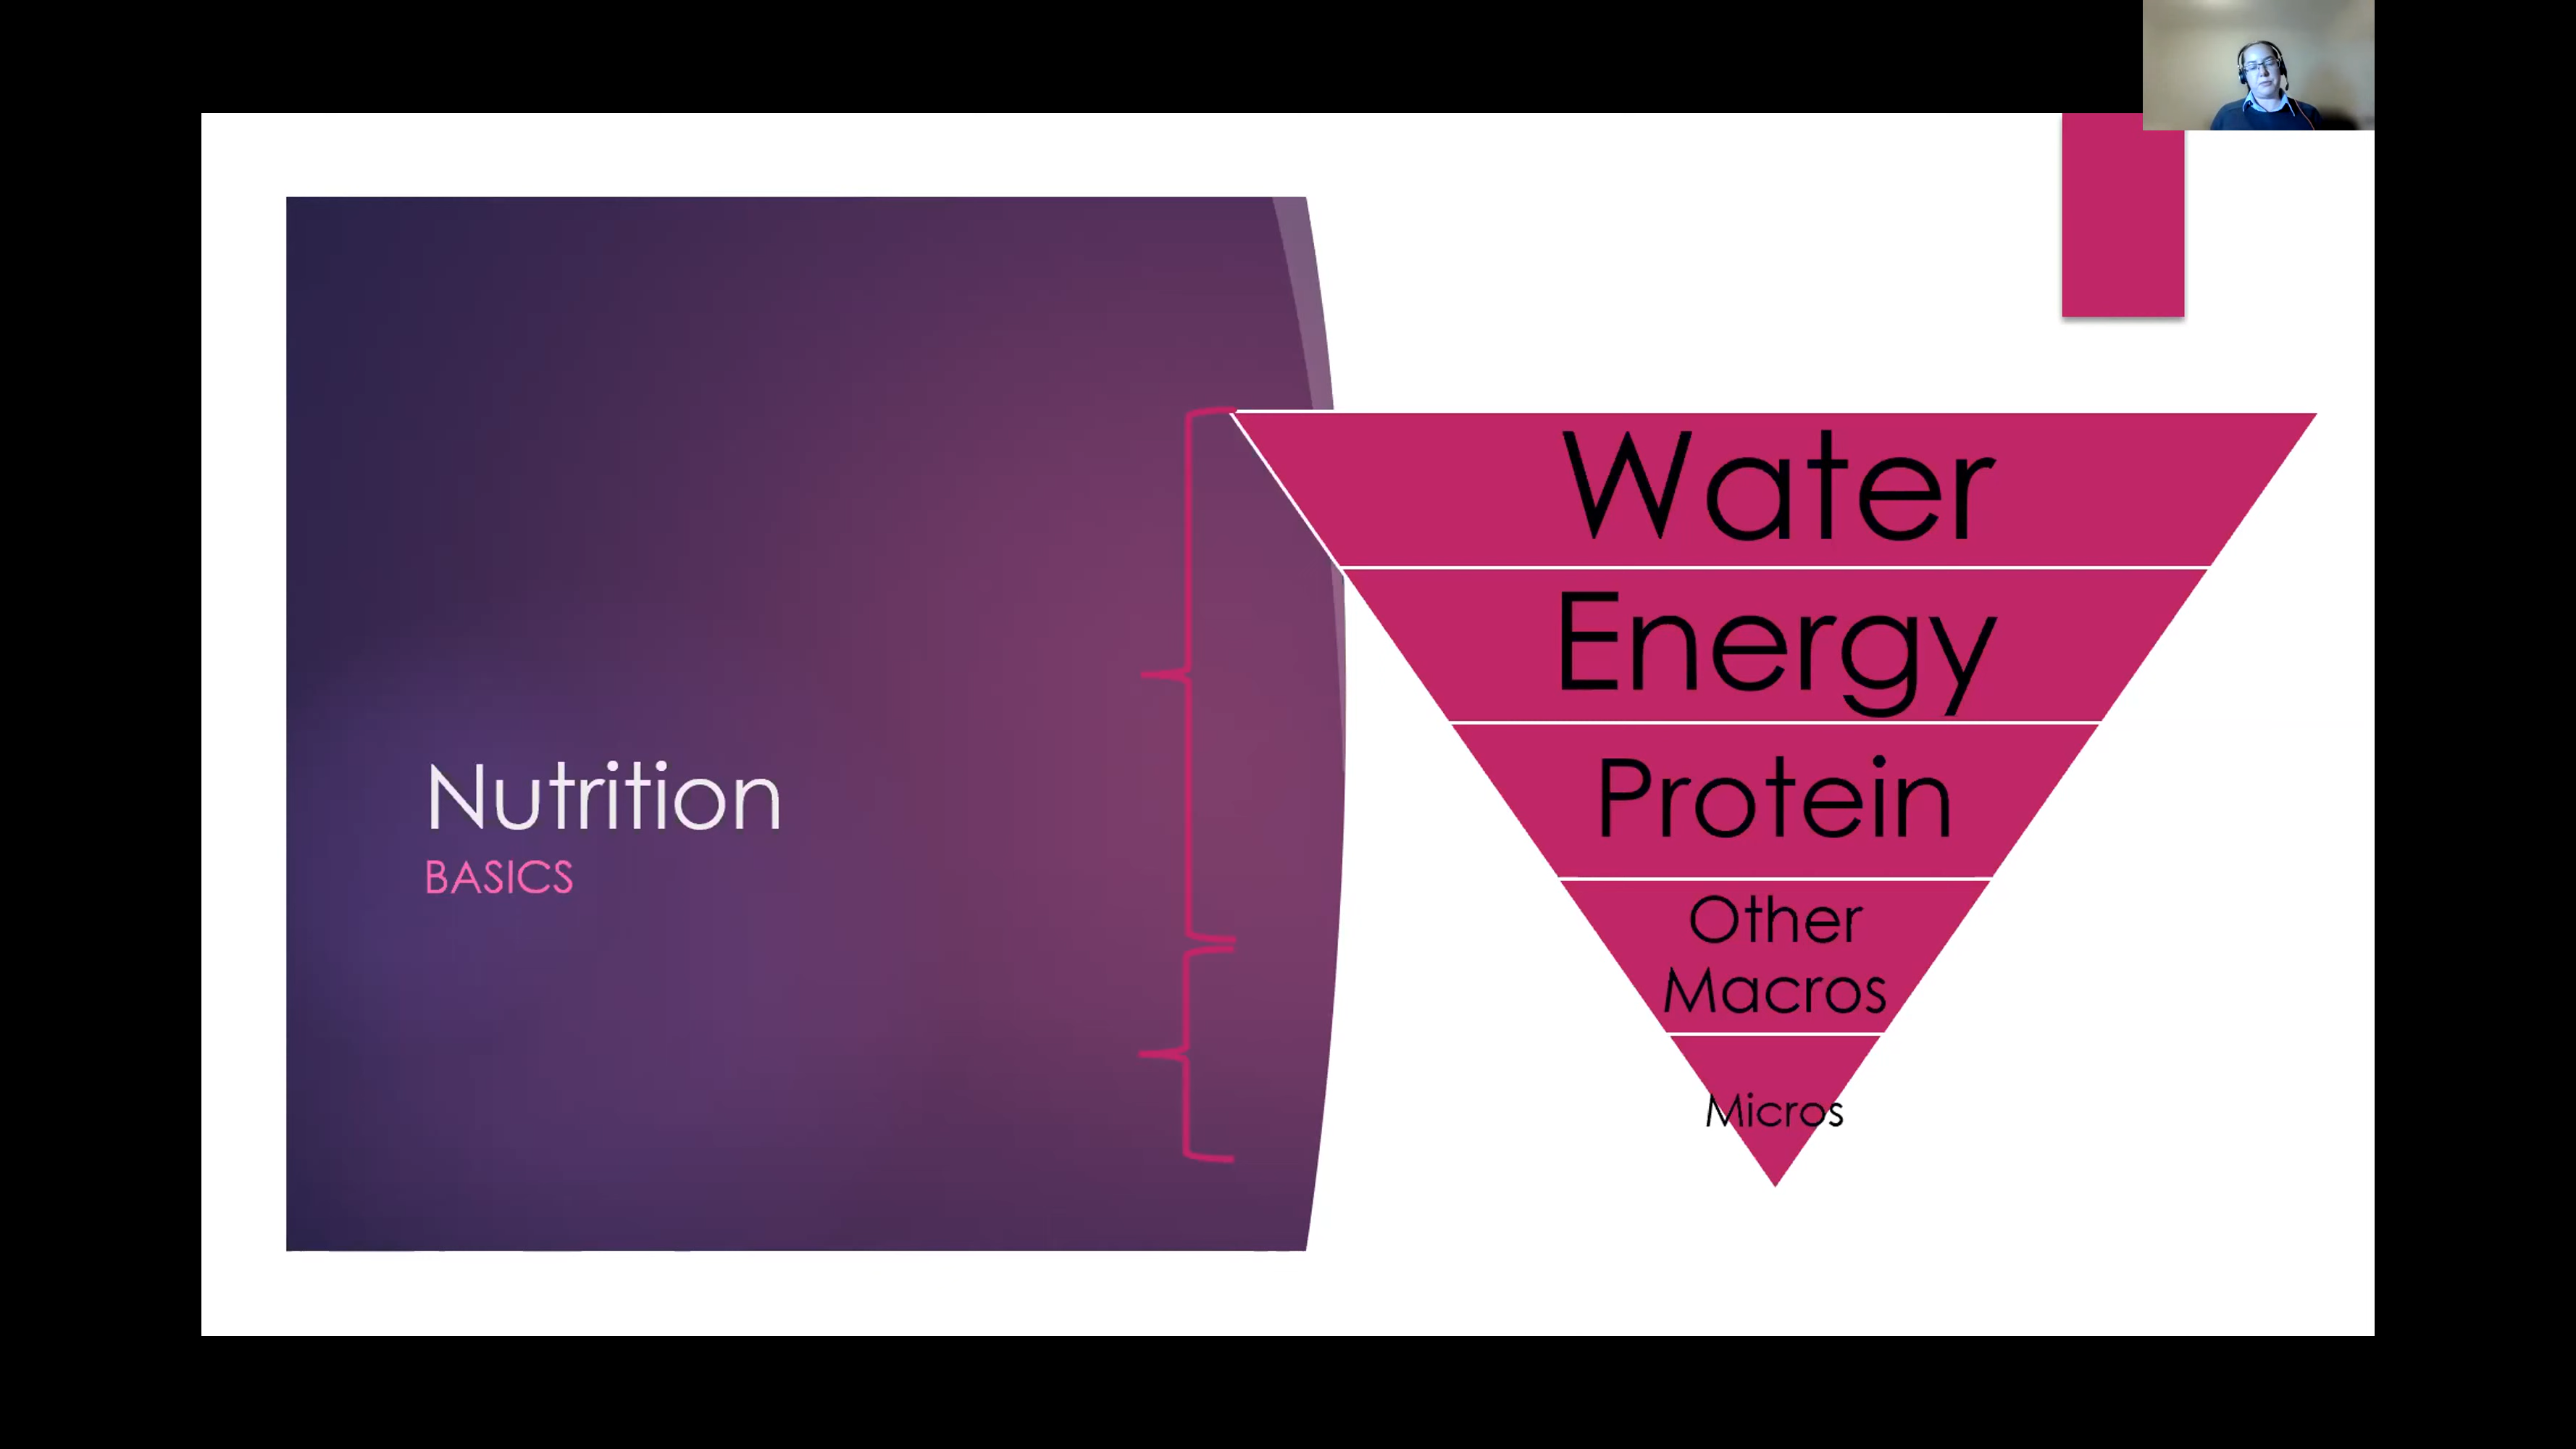 Nutrition
BASICS
Water
Energy
Protein
Other
Macros
Micros